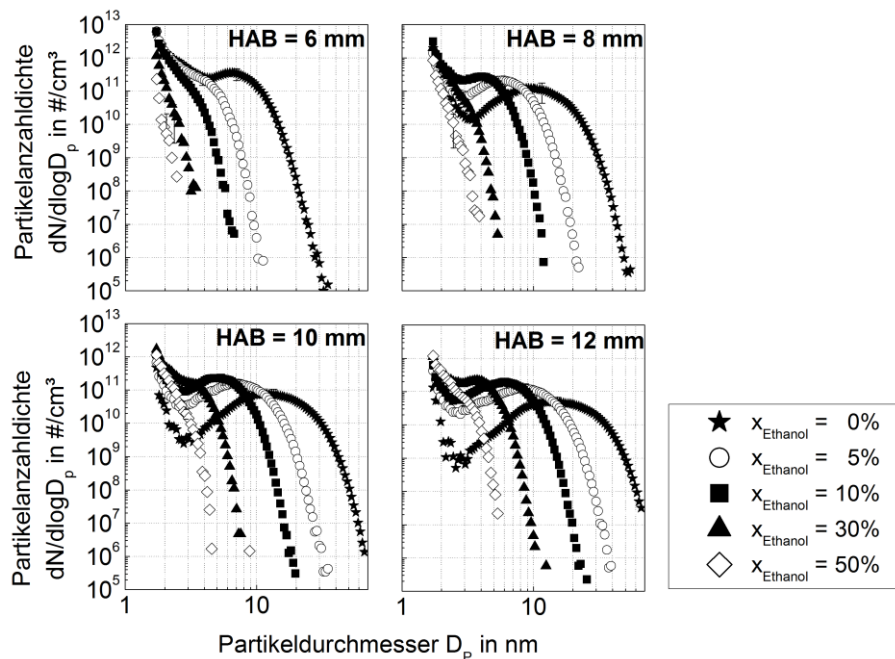 HAB = 6 mm
HAB = 8 mm
Partikelanzahldichte
dN/dlogD_p in #/cm³
10^13
10^12
10^11
10^10
10^9
10^8
10^7
10^6
10^5
HAB = 10 mm
HAB = 12 mm
Partikelanzahldichte
dN/dlogD_p in #/cm³
10^13
10^12
10^11
10^10
10^9
10^8
10^7
10^6
10^5
1
10
1
10
Partikeldurchmesser D_P in nm
x_Ethanol = 0%
x_Ethanol = 5%
x_Ethanol = 10%
x_Ethanol = 30%
x_Ethanol = 50%